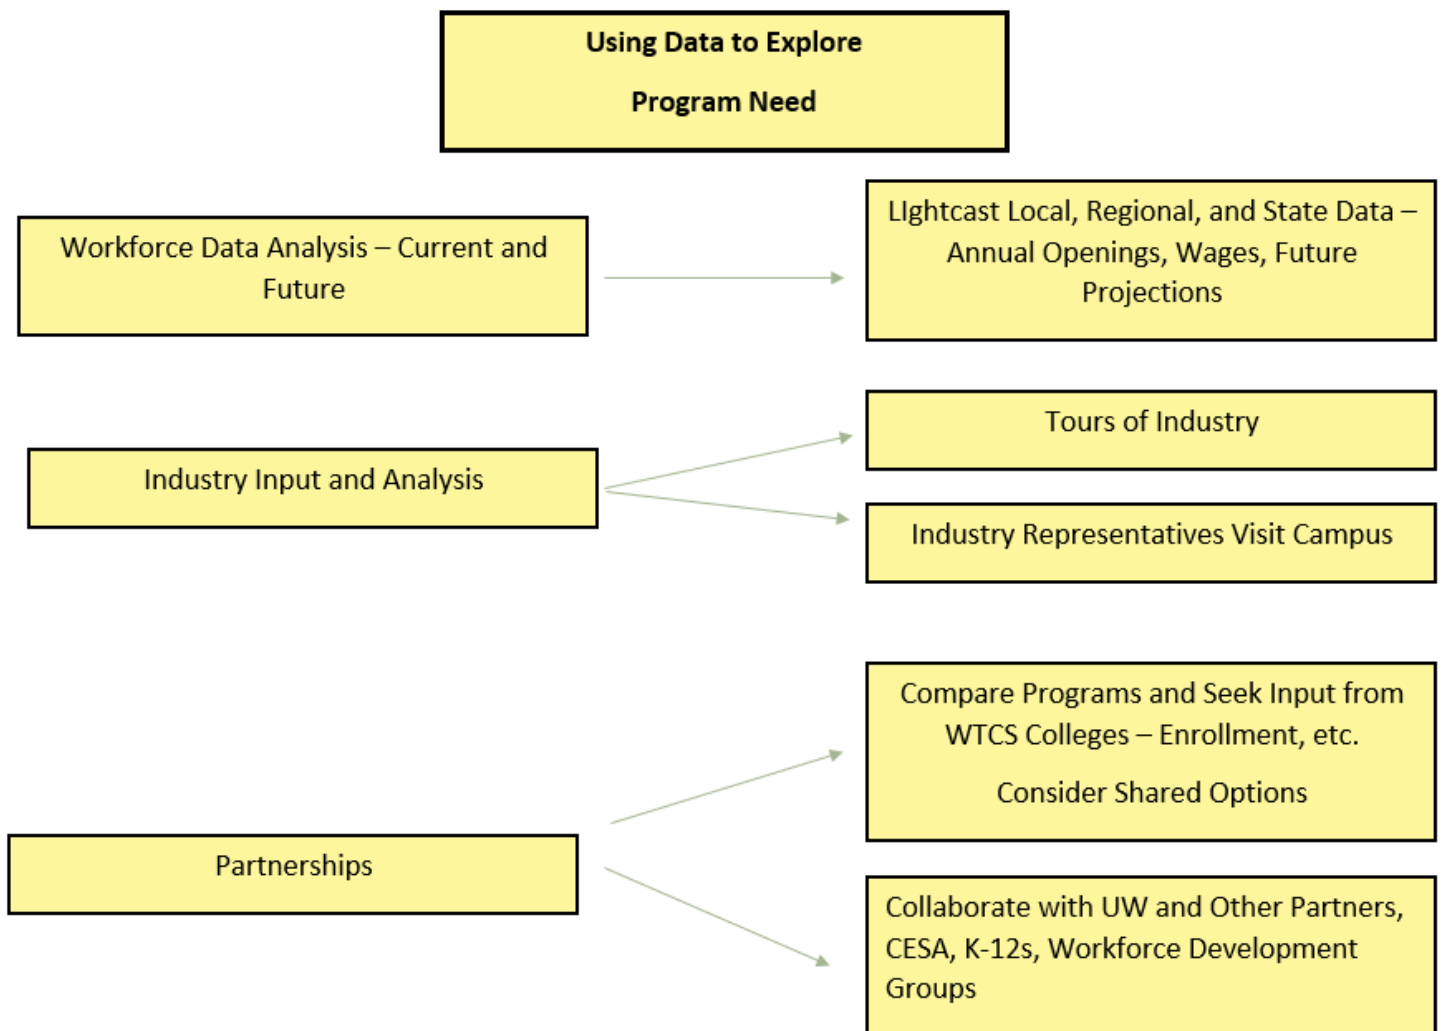 Using Data to Explore
Program Need
Workforce Data Analysis – Current and
Future
LIghtcast Local, Regional, and State Data –
Annual Openings, Wages, Future
Projections
Industry Input and Analysis
Tours of Industry
Industry Representatives Visit Campus
Partnerships
Compare Programs and Seek Input from
WTCS Colleges – Enrollment, etc.
Consider Shared Options
Collaborate with UW and Other Partners,
CESA, K-12s, Workforce Development
Groups